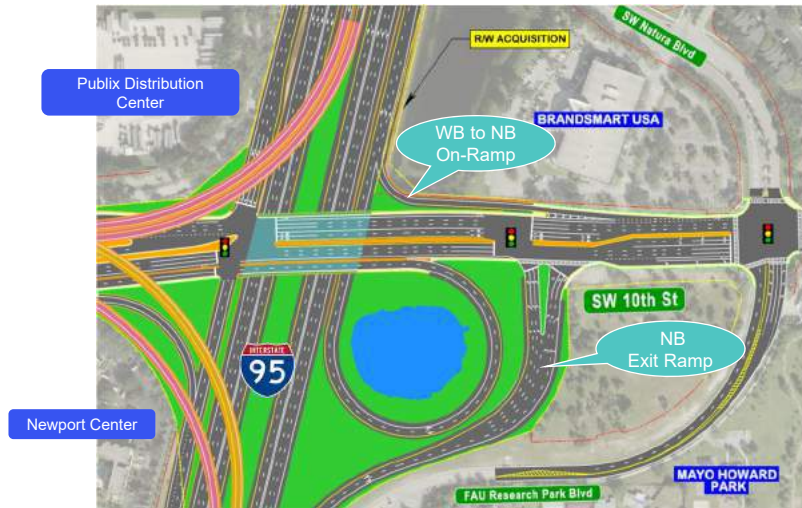 R/W ACQUISITION
SW Natura Blvd
Publix Distribution
Center
BRANDSMART USA
WB to NB
On-Ramp
SW 10th St
INTERSTATE
95
NB
Exit Ramp
Newport Center
MAYO HOWARD
PARK
FAU Research Park Blvd